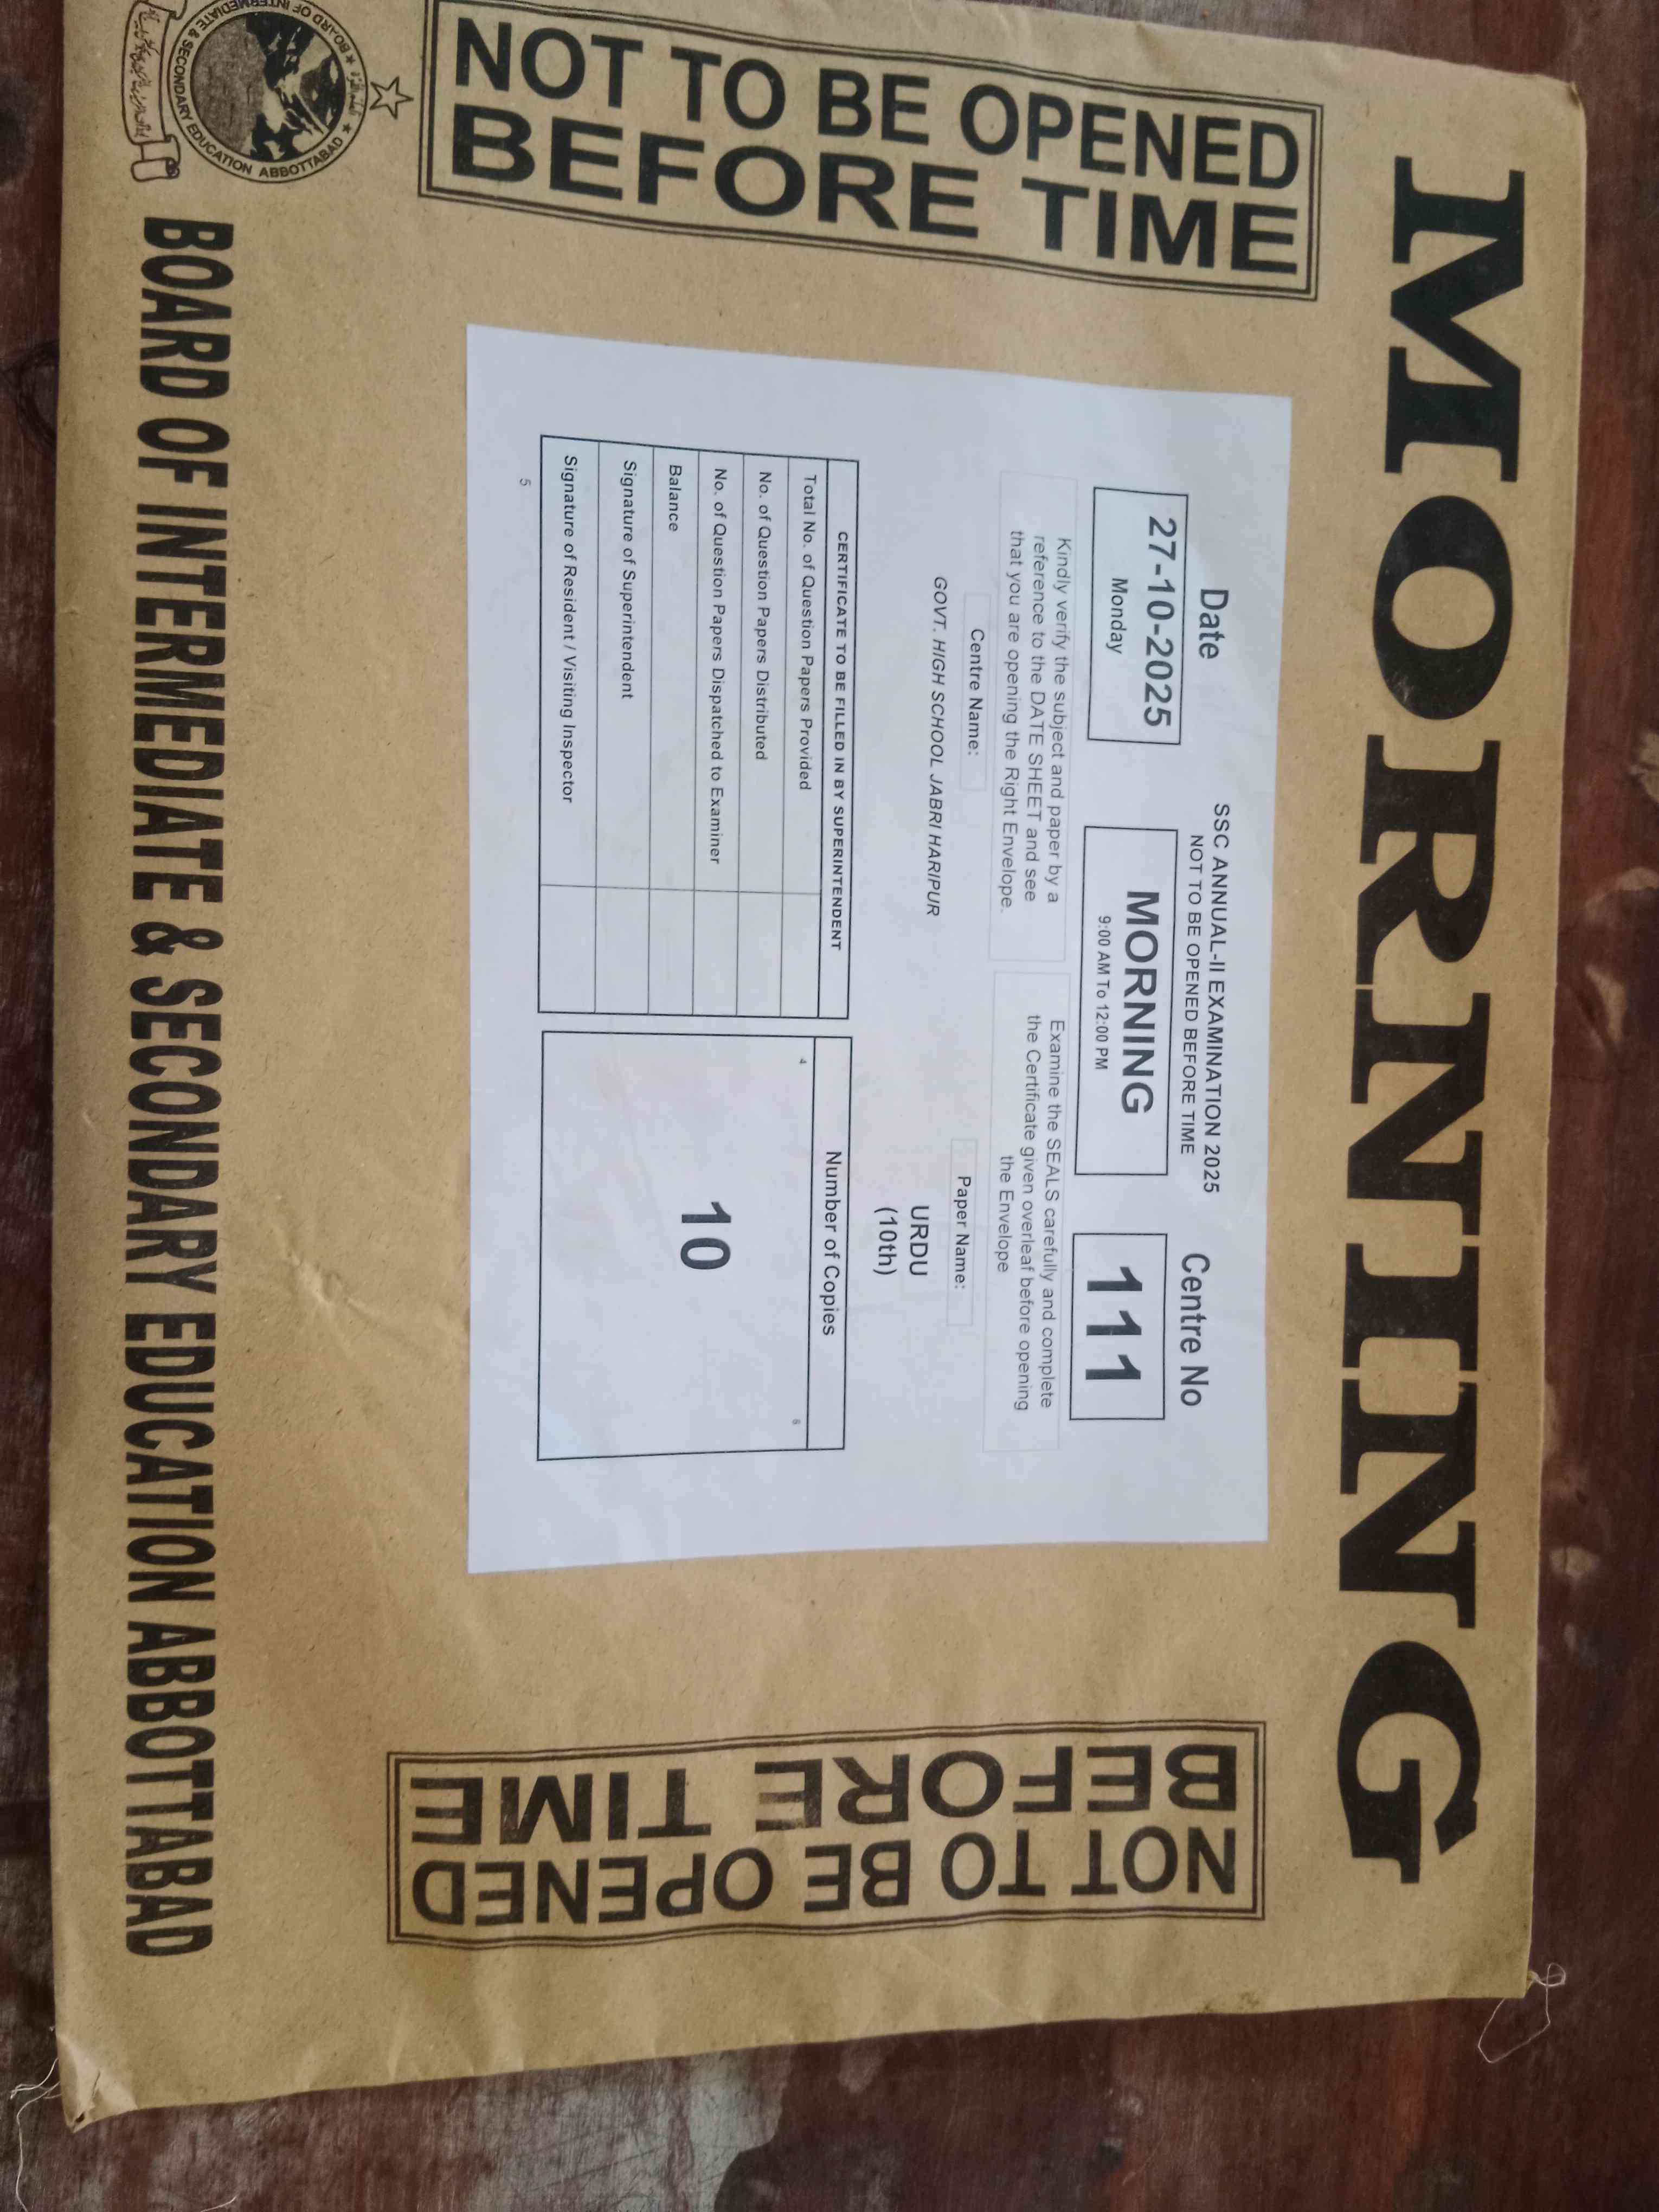 MORNING
NOT TO BE OPENED
BEFORE TIME
SSC ANNUAL-II EXAMINATION 2025
NOT TO BE OPENED BEFORE TIME
Date
27-10-2025
Monday
MORNING
9:00 AM To 12:00 PM
Centre No
111
Kindly verify the subject and paper by a
reference to the DATE SHEET and see
that you are opening the Right Envelope.
Examine the SEALS carefully and complete
the Certificate given overleaf before opening
the Envelope
Centre Name:
GOVT. HIGH SCHOOL JABRI HARIPUR
Paper Name:
URDU
(10th)
CERTIFICATE TO BE FILLED IN BY SUPERINTENDENT
Total No. of Question Papers Provided
No. of Question Papers Distributed
No. of Question Papers Dispatched to Examiner
Balance
Signature of Superintendent
Signature of Resident / Visiting Inspector
5
Number of Copies
4
6
10
NOT TO BE OPENED
BEFORE TIME
BOARD OF INTERMEDIATE & SECONDARY EDUCATION ABBOTTABAD
BOARD OF INTERMEDIATE & SECONDARY EDUCATION ABBOTTABAD